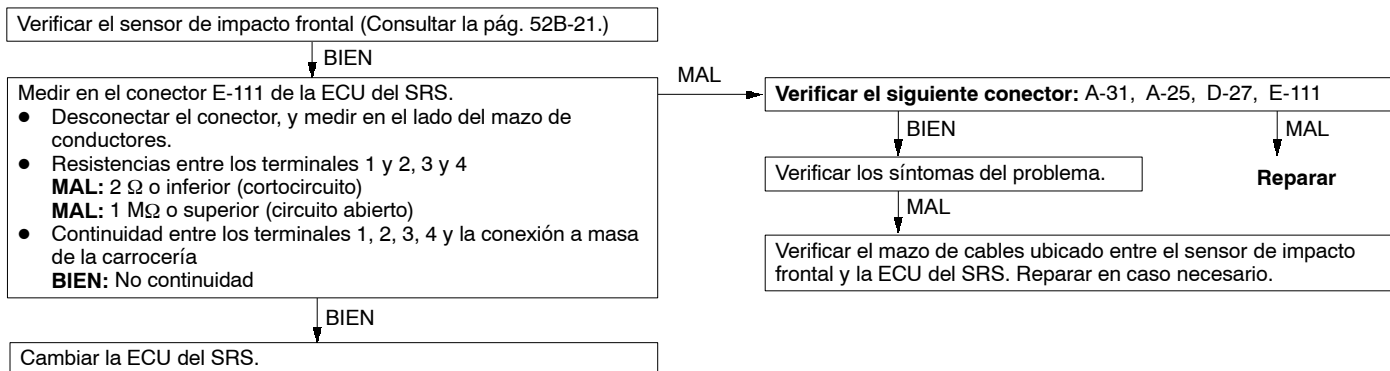 Verificar el sensor de impacto frontal (Consultar la pág. 52B-21.)
BIEN
Medir en el conector E-111 de la ECU del SRS.
● Desconectar el conector, y medir en el lado del mazo de
conductores.
● Resistencias entre los terminales 1 y 2, 3 y 4
MAL: 2 Ω o inferior (cortocircuito)
MAL: 1 MΩ o superior (circuito abierto)
● Continuidad entre los terminales 1, 2, 3, 4 y la conexión a masa
de la carrocería
BIEN: No continuidad
BIEN
Cambiar la ECU del SRS.
MAL
Verificar el siguiente conector: A-31, A-25, D-27, E-111
BIEN
MAL
Verificar los síntomas del problema.
Reparar
MAL
Verificar el mazo de cables ubicado entre el sensor de impacto
frontal y la ECU del SRS. Reparar en caso necesario.